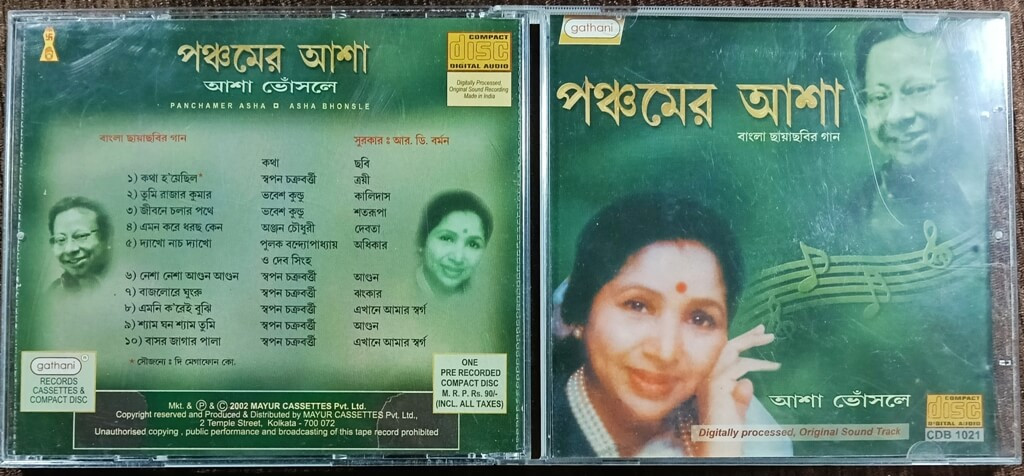 পঞ্চমের আশা
আশা ভোঁসলে
PANCHAMER ASHA ASHA BHONSLE
COMPACT
disc
DIGITAL AUDIO
Digitally Processed,
Original Sound Recording
Made in India
বাংলা ছায়াছবির গান সুরকার : আর. ডি. বর্মন
কথা ছবি
১) কথা হ'য়েছিল* স্বপন চক্রবর্ত্তী ত্রয়ী
২) তুমি রাজার কুমার ভবেশ কুন্ডু কালিদাস
৩) জীবনে চলার পথে ভবেশ কুন্ডু শতরূপা
৪) এমন করে ধরছ কেন অঞ্জন চৌধুরী দেবতা
৫) দ্যাখো নাচ দ্যাখো পুলক বন্দ্যোপাধ্যায় অধিকার
ও দেব সিংহ
৬) নেশা নেশা আগুন আগুন স্বপন চক্রবর্ত্তী আগুন
৭) বাজলোরে ঘুংরু স্বপন চক্রবর্ত্তী ঝংকার
৮) এমনি ক'রেই বুঝি স্বপন চক্রবর্ত্তী এখানে আমার স্বর্গ
৯) শ্যাম ঘন শ্যাম তুমি স্বপন চক্রবর্ত্তী আগুন
১০) বাসর জাগার পালা স্বপন চক্রবর্ত্তী এখানে আমার স্বর্গ
* সৌজন্যে : দি মেগাফোন কো.
gathani
RECORDS
CASSETTES &
COMPACT DISC
ONE
PRE RECORDED
COMPACT DISC
M. R. P. Rs. 90/-
(INCL. ALL TAXES)
Mkt. & ℗ & © 2002 MAYUR CASSETTES Pvt. Ltd.
Copyright reserved and Produced & Distributed by MAYUR CASSETTES Pvt. Ltd.,
2 Temple Street, Kolkata - 700 072
Unauthorised copying , public performance and broadcasting of this tape record prohibited
gathani
পঞ্চমের আশা
বাংলা ছায়াছবির গান
আশা ভোঁসলে
Digitally processed, Original Sound Track
COMPACT
disc
DIGITAL AUDIO
CDB 1021